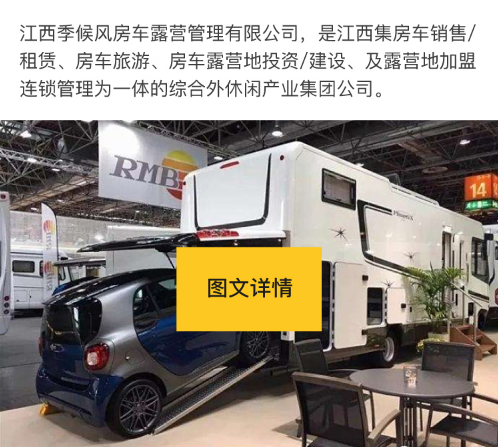 江西季候风房车露营管理有限公司，是江西集房车销售/
租赁、房车旅游、房车露营地投资/建设、及露营地加盟
连锁管理为一体的综合外休闲产业集团公司。
RMB
14
Phoenix
图文详情